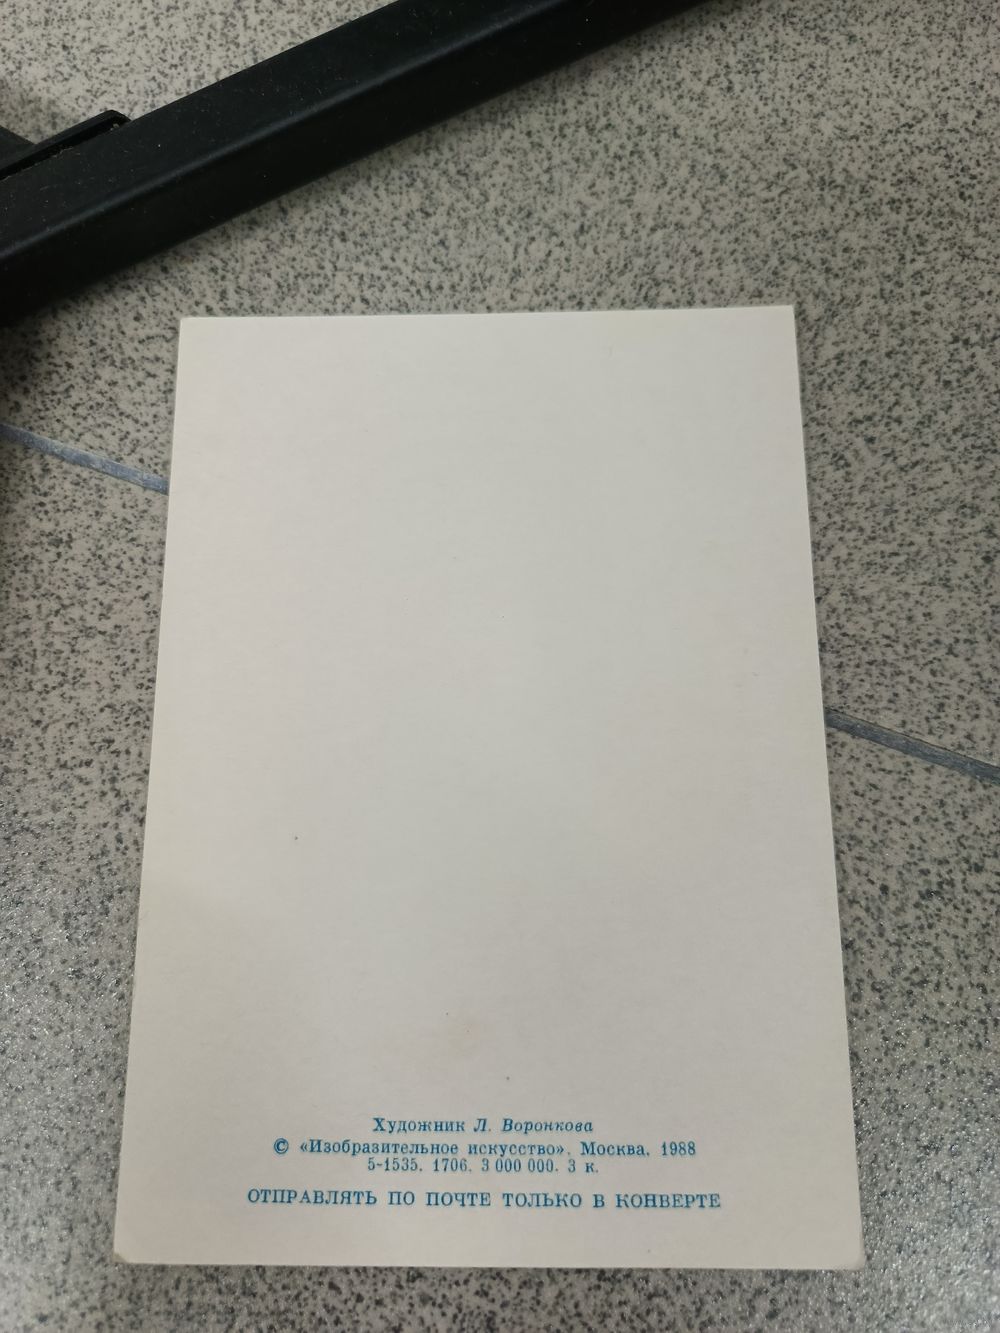 Художник Л. Воронкова
© «Изобразительное искусство». Москва. 1988
5-1535. 1706. 3 000 000. 3 к.
ОТПРАВЛЯТЬ ПО ПОЧТЕ ТОЛЬКО В КОНВЕРТЕ